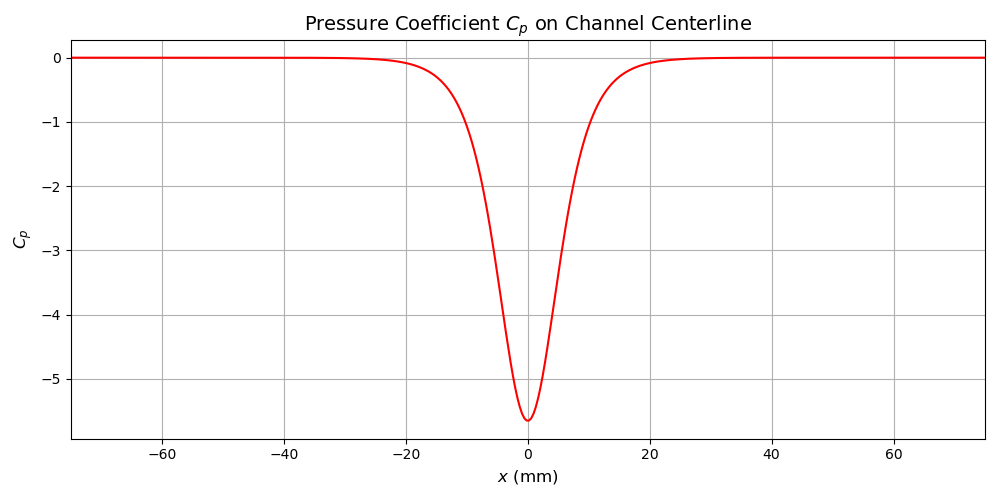 Pressure Coefficient $C_p$ on Channel Centerline
0
−1
−2
−3
−4
−5
$C_p$
−60 −40 −20 0 20 40 60
$x$ (mm)